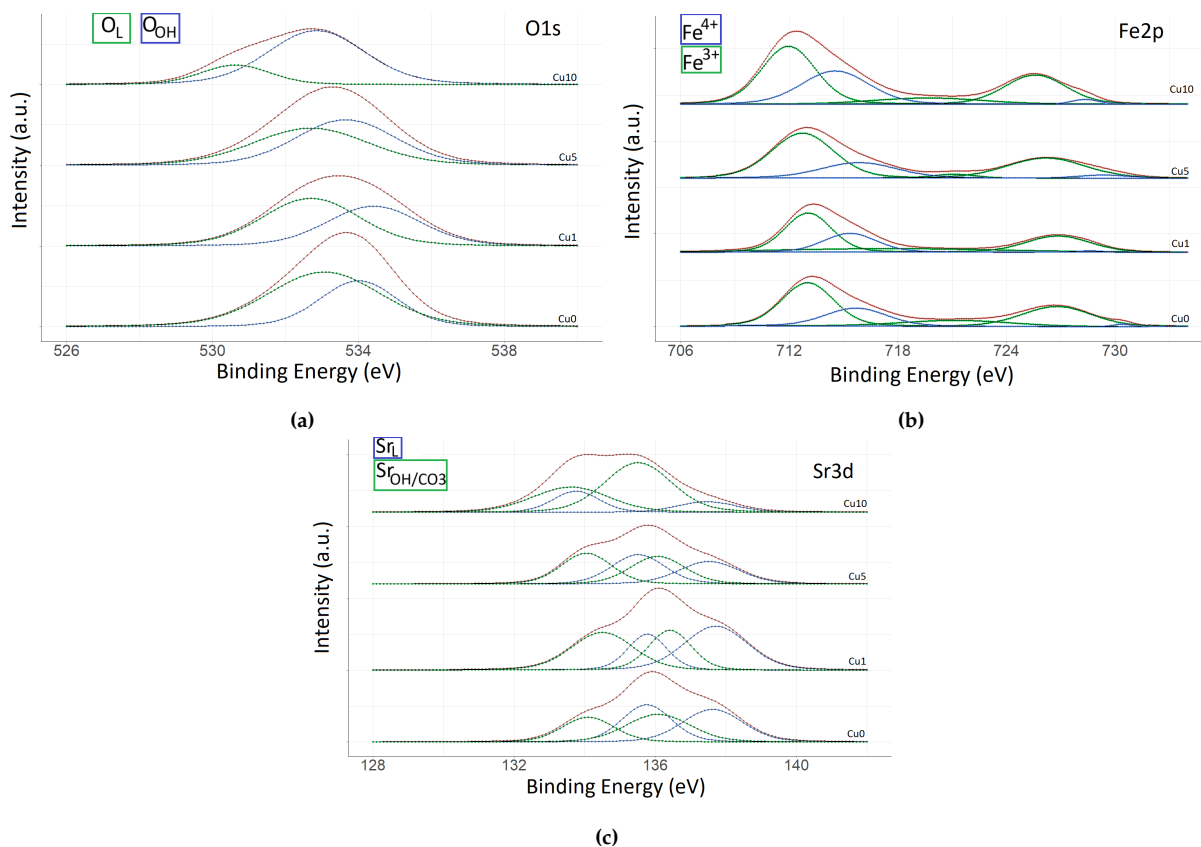 O_L O_OH O1s
Intensity (a.u.)
Cu10
Cu5
Cu1
Cu0
526 530 534 538
Binding Energy (eV)
(a)
Fe⁴⁺ Fe2p
Fe³⁺
Intensity (a.u.)
Cu10
Cu5
Cu1
Cu0
706 712 718 724 730
Binding Energy (eV)
(b)
Sr_L Sr3d
Sr_OH/CO3
Intensity (a.u.)
Cu10
Cu5
Cu1
Cu0
128 132 136 140
Binding Energy (eV)
(c)